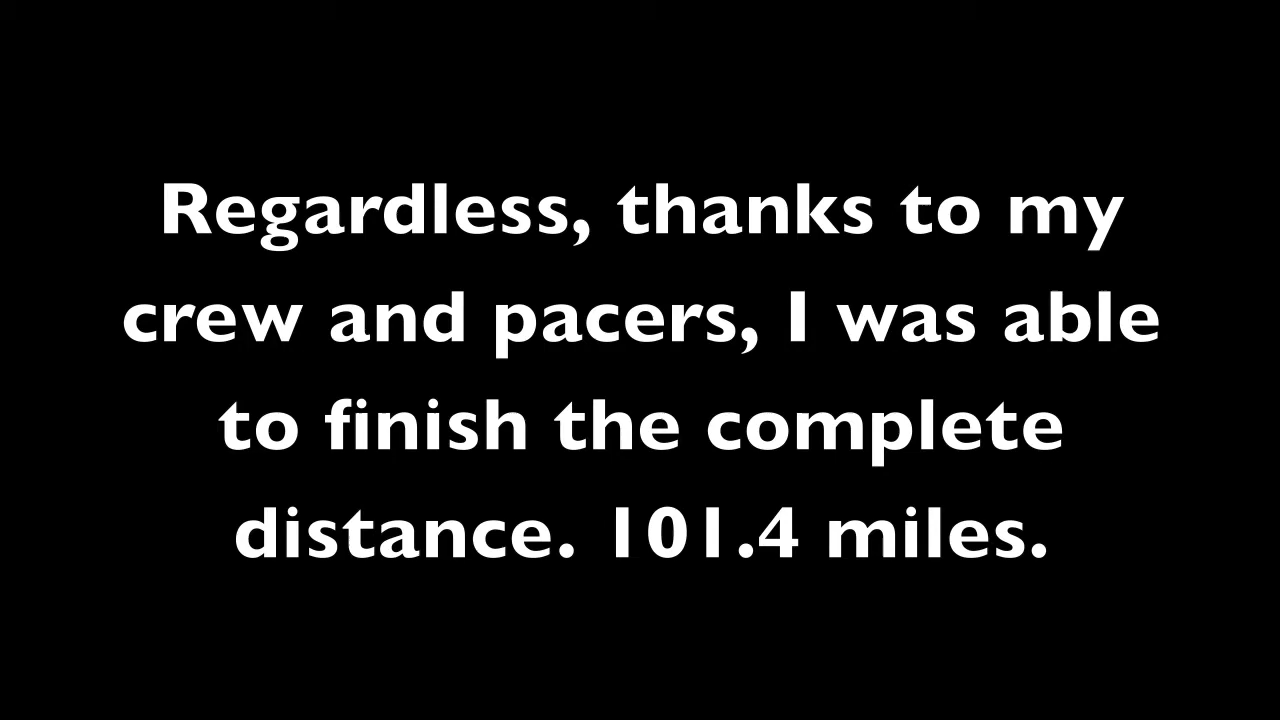 Regardless, thanks to my
crew and pacers, I was able
to finish the complete
distance. 101.4 miles.